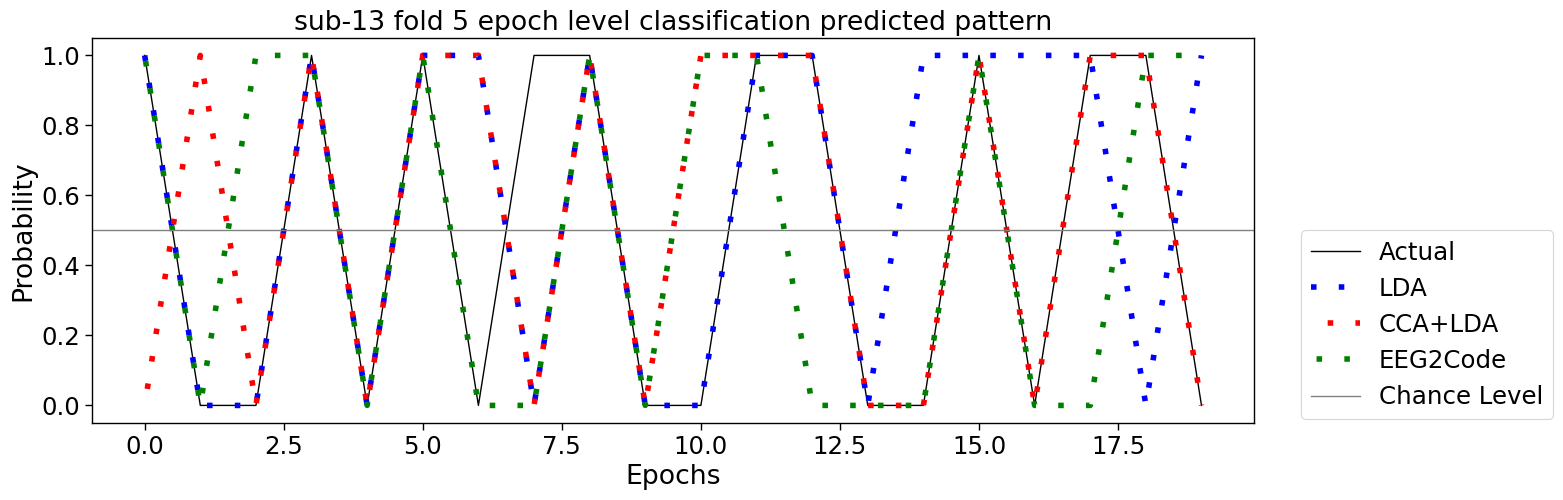 sub-13 fold 5 epoch level classification predicted pattern
Probability
1.0
0.8
0.6
0.4
0.2
0.0
0.0 2.5 5.0 7.5 10.0 12.5 15.0 17.5
Epochs
Actual
LDA
CCA+LDA
EEG2Code
Chance Level